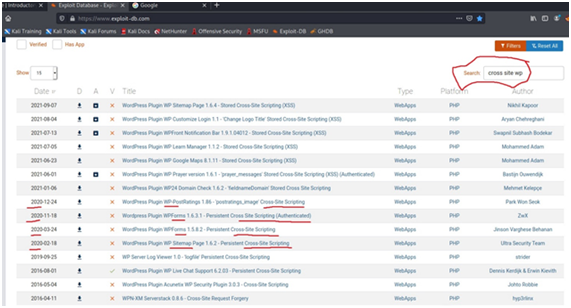 Introduction
Exploit Database - Exploi
Google
https://www.exploit-db.com
Kali Training Kali Tools Kali Forums Kali Docs NetHunter Offensive Security MSFU Exploit-DB GHDB
Verified Has App Filters Reset All
Show 15 Search: cross site wp
Date D A V Title Type Platform Author
2021-09-07 WordPress Plugin WP Sitemap Page 1.6.4 - Stored Cross-Site Scripting (XSS) WebApps PHP Nikhil Kapoor
2021-08-04 WordPress Plugin WP Customize Login 1.1 - 'Change Logo Title' Stored Cross-Site Scripting (XSS) WebApps PHP Aryan Chehreghani
2021-07-13 WordPress Plugin WPFront Notification Bar 1.9.1.04012 - Stored Cross-Site Scripting (XSS) WebApps PHP Swapnil Subhash Bodekar
2021-07-05 WordPress Plugin WP Learn Manager 1.1.2 - Stored Cross-Site Scripting (XSS) WebApps PHP Mohammed Adam
2021-06-23 WordPress Plugin WP Google Maps 8.1.11 - Stored Cross-Site Scripting (XSS) WebApps PHP Mohammed Adam
2021-06-01 WordPress Plugin WP Prayer version 1.6.1 - 'prayer_messages' Stored Cross-Site Scripting (XSS) (Authenticated) WebApps PHP Bastijn Ouwendijk
2021-01-06 WordPress Plugin WP24 Domain Check 1.6.2 - 'fieldnameDomain' Stored Cross Site Scripting WebApps PHP Mehmet Kelepçe
2020-12-24 WordPress Plugin WP-PostRatings 1.86 - 'postratings_image' Cross-Site Scripting WebApps PHP Park Won Seok
2020-11-18 Wordpress Plugin WPForms 1.6.3.1 - Persistent Cross Site Scripting (Authenticated) WebApps PHP ZwX
2020-03-24 WordPress Plugin WPForms 1.5.8.2 - Persistent Cross-Site Scripting WebApps PHP Jinson Varghese Behanan
2020-02-18 WordPress Plugin WP Sitemap Page 1.6.2 - Persistent Cross-Site Scripting WebApps PHP Ultra Security Team
2019-05-29 WP Server Log Viewer 1.0 - 'logfile' Persistent Cross-Site Scripting WebApps PHP strider
2016-08-01 WordPress Plugin WP Live Chat Support 6.2.03 - Persistent Cross-Site Scripting WebApps PHP Dennis Kerdijk & Erwin Kievith
2016-05-10 WordPress Plugin Acunetix WP Security Plugin 3.0.3 - Cross-Site Scripting WebApps PHP Johto Robbie
2016-04-11 WPN-XM Serverstack 0.8.6 - Cross-Site Request Forgery WebApps PHP hyp3rlinx